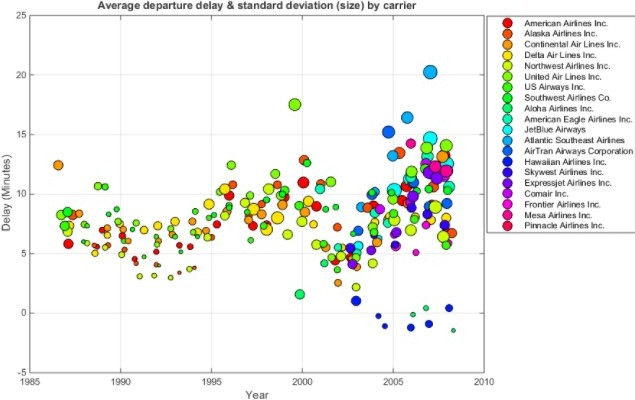 Average departure delay & standard deviation (size) by carrier
25
20
15
10
5
0
-5
Delay (Minutes)
1985
1990
1995
2000
2005
2010
Year
American Airlines Inc.
Alaska Airlines Inc.
Continental Air Lines Inc.
Delta Air Lines Inc.
Northwest Airlines Inc.
United Air Lines Inc.
US Airways Inc.
Southwest Airlines Co.
Aloha Airlines Inc.
American Eagle Airlines Inc.
JetBlue Airways
Atlantic Southeast Airlines
AirTran Airways Corporation
Hawaiian Airlines Inc.
Skywest Airlines Inc.
Expressjet Airlines Inc.
Comair Inc.
Frontier Airlines Inc.
Mesa Airlines Inc.
Pinnacle Airlines Inc.